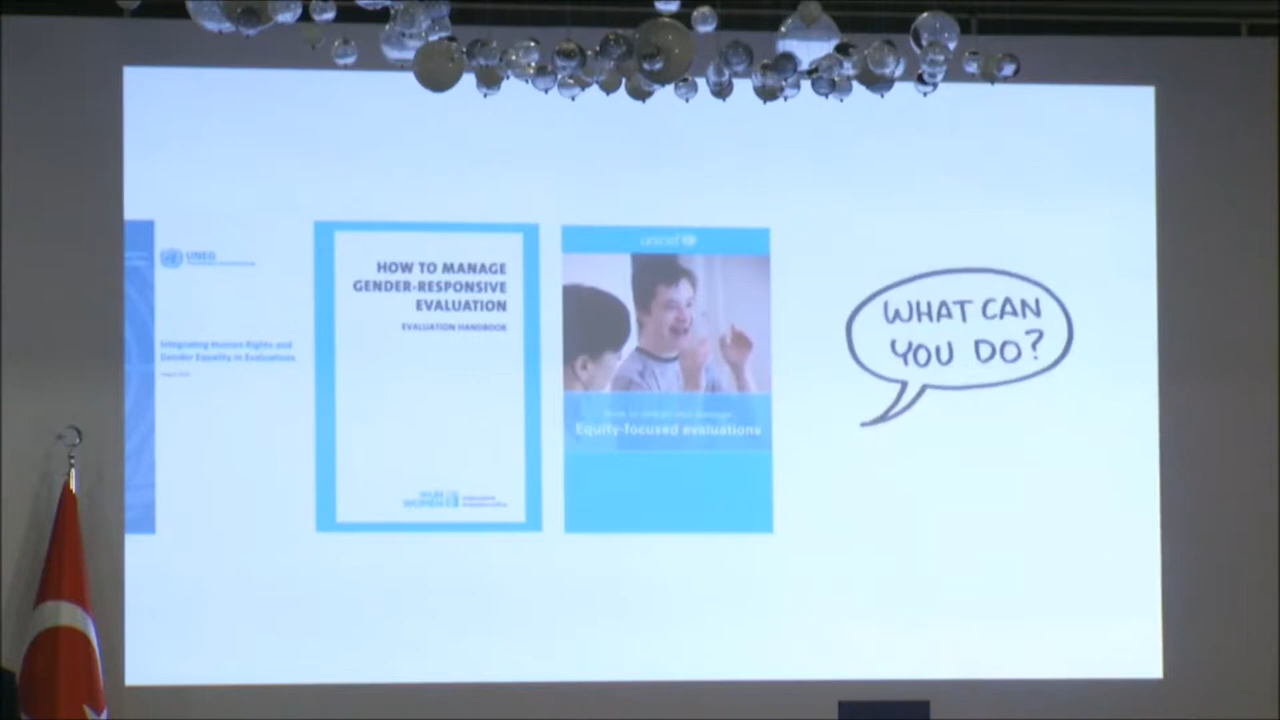 UNEG
Integrating Human Rights and
Gender Equality in Evaluations
HOW TO MANAGE
GENDER-RESPONSIVE
EVALUATION
EVALUATION HANDBOOK
WOMEN
unicef
Equity-focused evaluations
WHAT CAN
YOU DO?